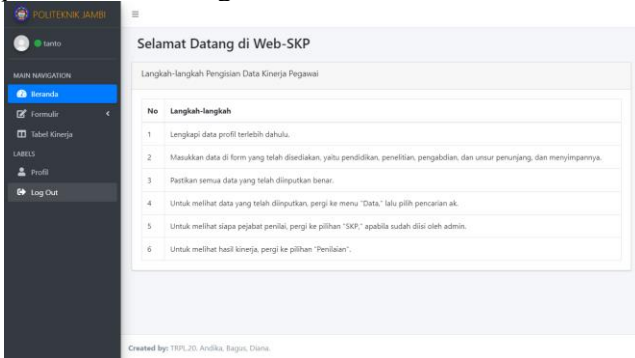 POLITEKNIK JAMBI
tanto
MAIN NAVIGATION
Beranda
Formulir
Tabel Kinerja
LABELS
Profil
Log Out
Selamat Datang di Web-SKP
Langkah-langkah Pengisian Data Kinerja Pegawai
No Langkah-langkah
1 Lengkapi data profil terlebih dahulu.
2 Masukkan data di form yang telah disediakan, yaitu pendidikan, penelitian, pengabdian, dan unsur penunjang, dan menyimpannya.
3 Pastikan semua data yang telah diinputkan benar.
4 Untuk melihat data yang telah diinputkan, pergi ke menu "Data," lalu pilih pencarian ak.
5 Untuk melihat siapa pejabat penilai, pergi ke pilihan "SKP," apabila sudah diisi oleh admin.
6 Untuk melihat hasil kinerja, pergi ke pilihan "Penilaian".
Created by: TRPL.20. Andika, Bagus, Diana.